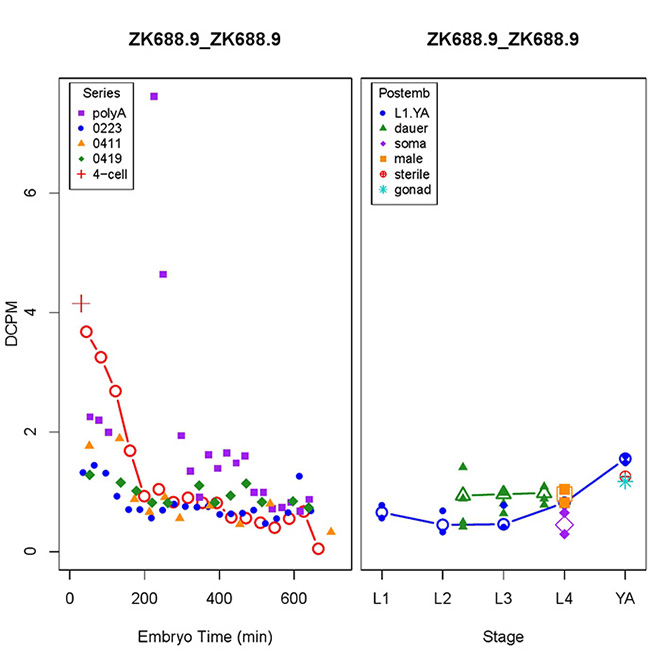 ZK688.9_ZK688.9
ZK688.9_ZK688.9
DCPM
6
4
2
0
Series
polyA
0223
0411
0419
4−cell
0
200
400
600
Embryo Time (min)
Postemb
L1.YA
dauer
soma
male
sterile
gonad
L1
L2
L3
L4
YA
Stage